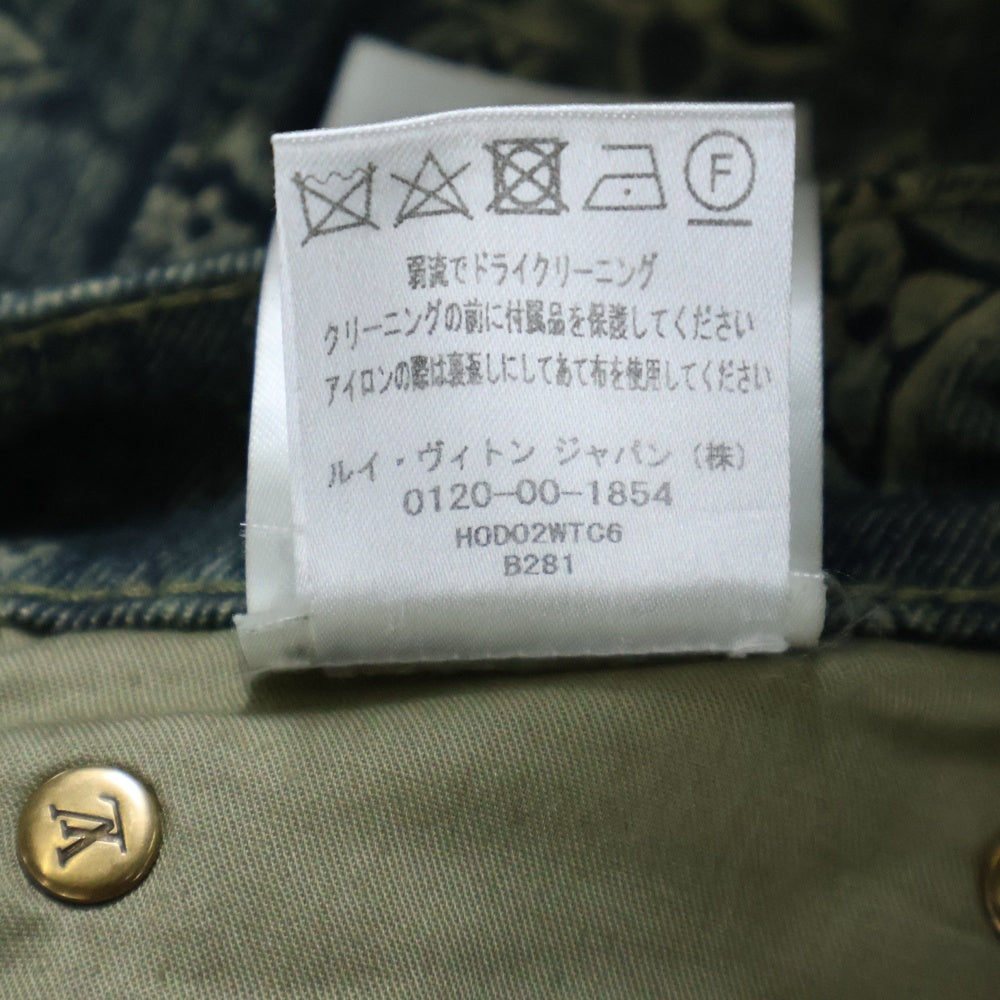 F
弱流でドライクリーニング
クリーニングの前に付属品を保護してください
アイロンの際は裏返しにしてあて布を使用してください
ルイ・ヴィトン ジャパン (株)
0120-00-1854
HODO2WTC6
B281
LV